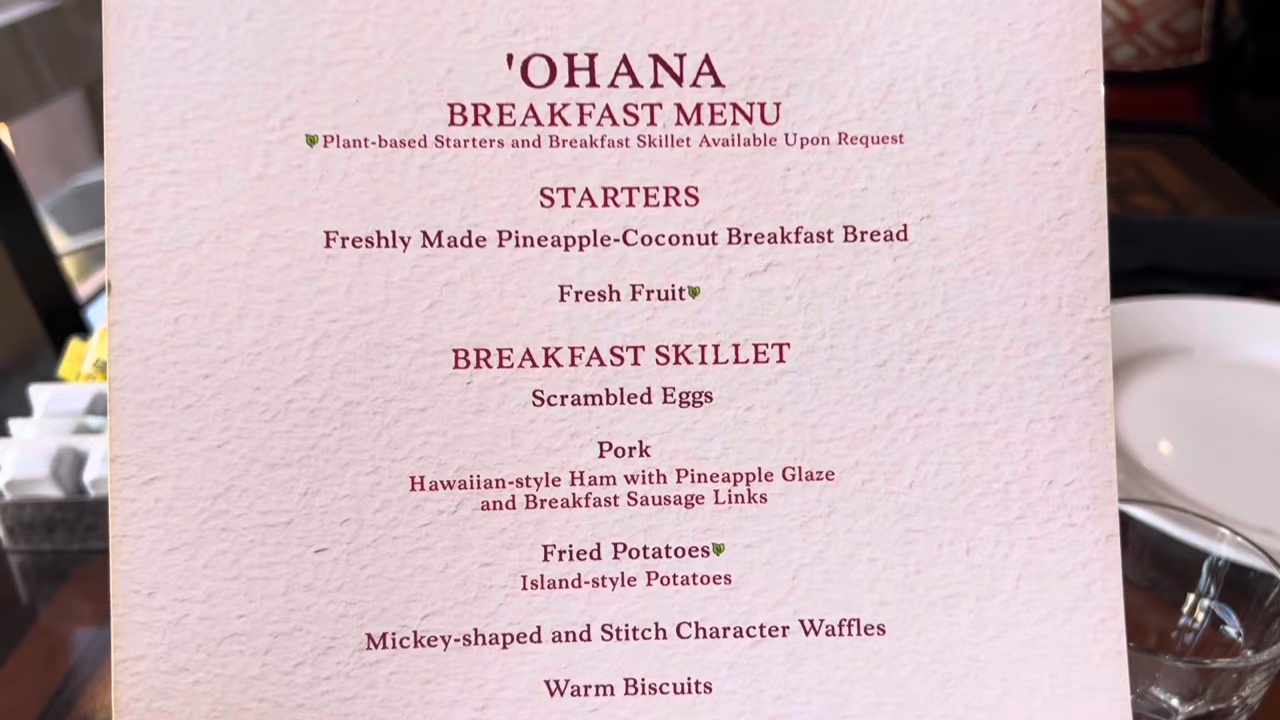 'OHANA
BREAKFAST MENU
Plant-based Starters and Breakfast Skillet Available Upon Request
STARTERS
Freshly Made Pineapple-Coconut Breakfast Bread
Fresh Fruit
BREAKFAST SKILLET
Scrambled Eggs
Pork
Hawaiian-style Ham with Pineapple Glaze
and Breakfast Sausage Links
Fried Potatoes
Island-style Potatoes
Mickey-shaped and Stitch Character Waffles
Warm Biscuits